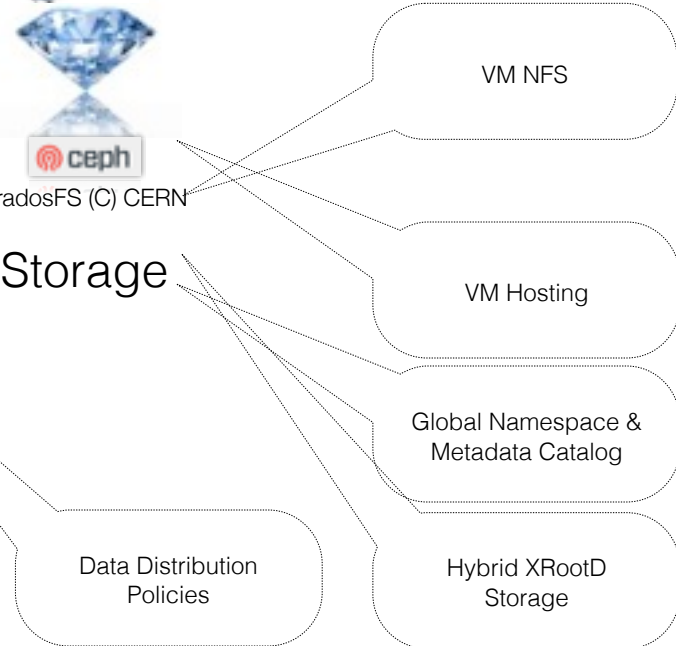 VM NFS
ceph
radosFS (C) CERN
Storage
VM Hosting
Global Namespace &
Metadata Catalog
Data Distribution
Policies
Hybrid XRootD
Storage